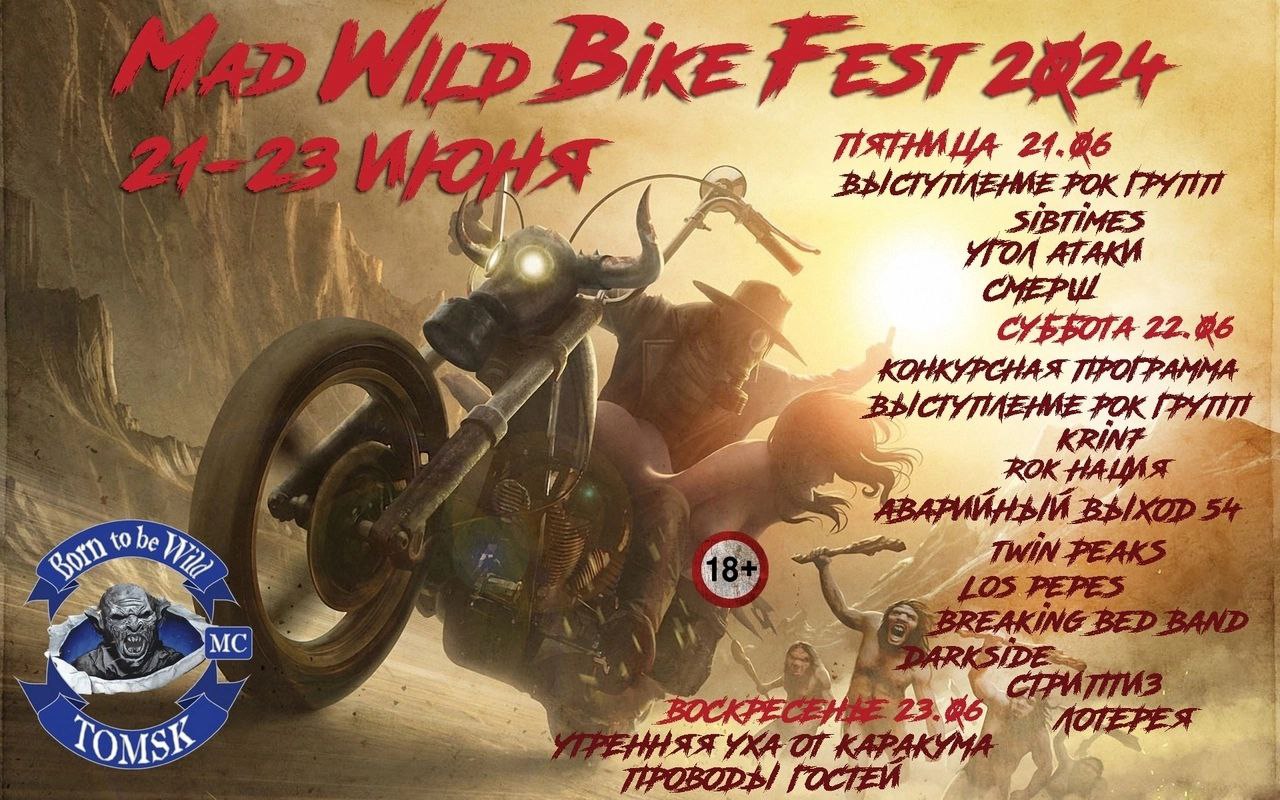 Mad Wild Bike Fest 2024
21-23 ИЮНЯ
ПЯТНИЦА 21.06
ВЫСТУПЛЕНИЕ РОК ГРУПП
SIBTIMES
УГОЛ АТАКИ
СМЕРШ
СУББОТА 22.06
КОНКУРСНАЯ ПРОГРАММА
ВЫСТУПЛЕНИЕ РОК ГРУПП
KRIN7
ROK НАЦИЯ
АВАРИЙНЫЙ ВЫХОД 54
TWIN PEAKS
LOS PEPES
BREAKING BED BAND
DARKSIDE
СТРИПТИЗ
ЛОТЕРЕЯ
ВОСКРЕСЕНЬЕ 23.06
УТРЕННЯЯ УХА ОТ КАРАКУМА
ПРОВОДЫ ГОСТЕЙ
18+
Born to be Wild
MC
TOMSK